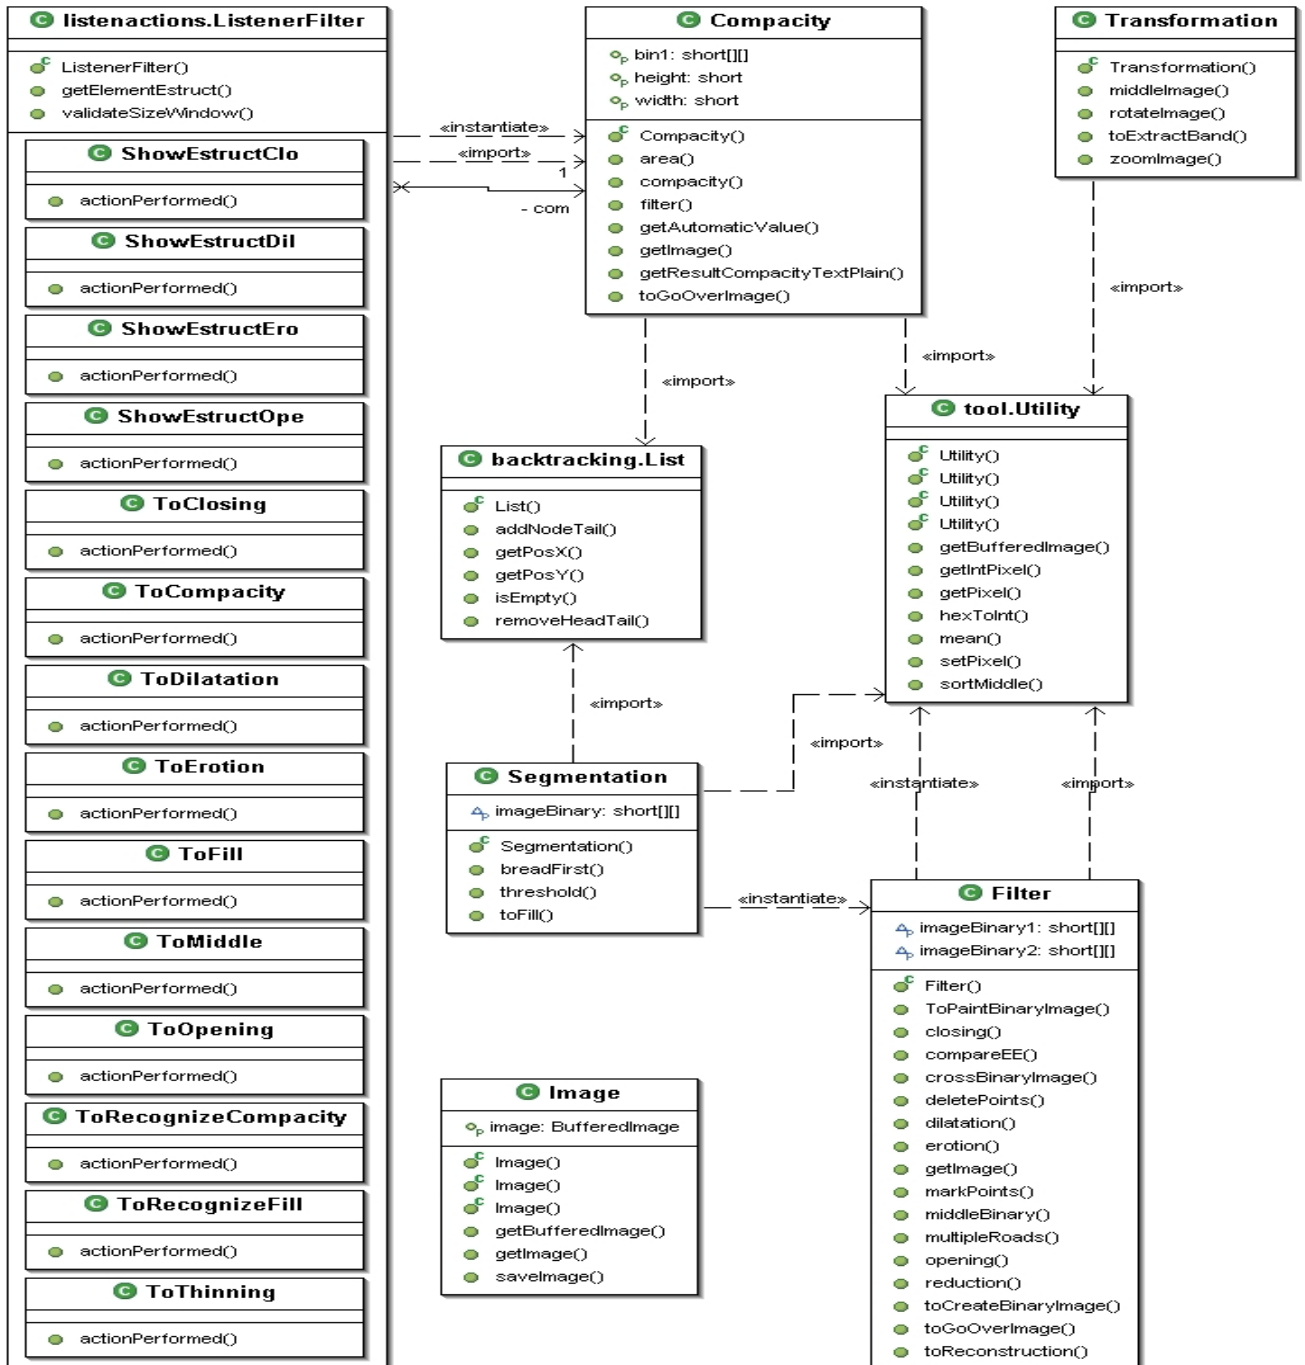 listenactions.ListenerFilter
ListenerFilter()
getElementEstruct()
validateSizeWindow()
ShowEstructClo
actionPerformed()
ShowEstructDil
actionPerformed()
ShowEstructEro
actionPerformed()
ShowEstructOpe
actionPerformed()
ToClosing
actionPerformed()
ToCompacity
actionPerformed()
ToDilatation
actionPerformed()
ToErotion
actionPerformed()
ToFill
actionPerformed()
ToMiddle
actionPerformed()
ToOpening
actionPerformed()
ToRecognizeCompacity
actionPerformed()
ToRecognizeFill
actionPerformed()
ToThinning
actionPerformed()
«instantiate»
«import»
1
- com
Compacity
bin1: short[][]
height: short
width: short
Compacity()
area()
compacity()
filter()
getAutomaticValue()
getImage()
getResultCompacityTextPlain()
toGoOverImage()
«import»
«import»
Transformation
Transformation()
middleImage()
rotateImage()
toExtractBand()
zoomImage()
«import»
backtracking.List
List()
addNodeTail()
getPosX()
getPosY()
isEmpty()
removeHeadTail()
«import»
tool.Utility
Utility()
Utility()
Utility()
Utility()
getBufferedImage()
getIntPixel()
getPixel()
hexToInt()
mean()
setPixel()
sortMiddle()
«import»
«instantiate»
«import»
Segmentation
imageBinary: short[][]
Segmentation()
breadFirst()
threshold()
toFill()
«instantiate»
Filter
imageBinary1: short[][]
imageBinary2: short[][]
Filter()
ToPaintBinaryImage()
closing()
compareEE()
crossBinaryImage()
deletePoints()
dilatation()
erotion()
getImage()
markPoints()
middleBinary()
multipleRoads()
opening()
reduction()
toCreateBinaryImage()
toGoOverImage()
toReconstruction()
Image
image: BufferedImage
Image()
Image()
Image()
getBufferedImage()
getImage()
saveImage()